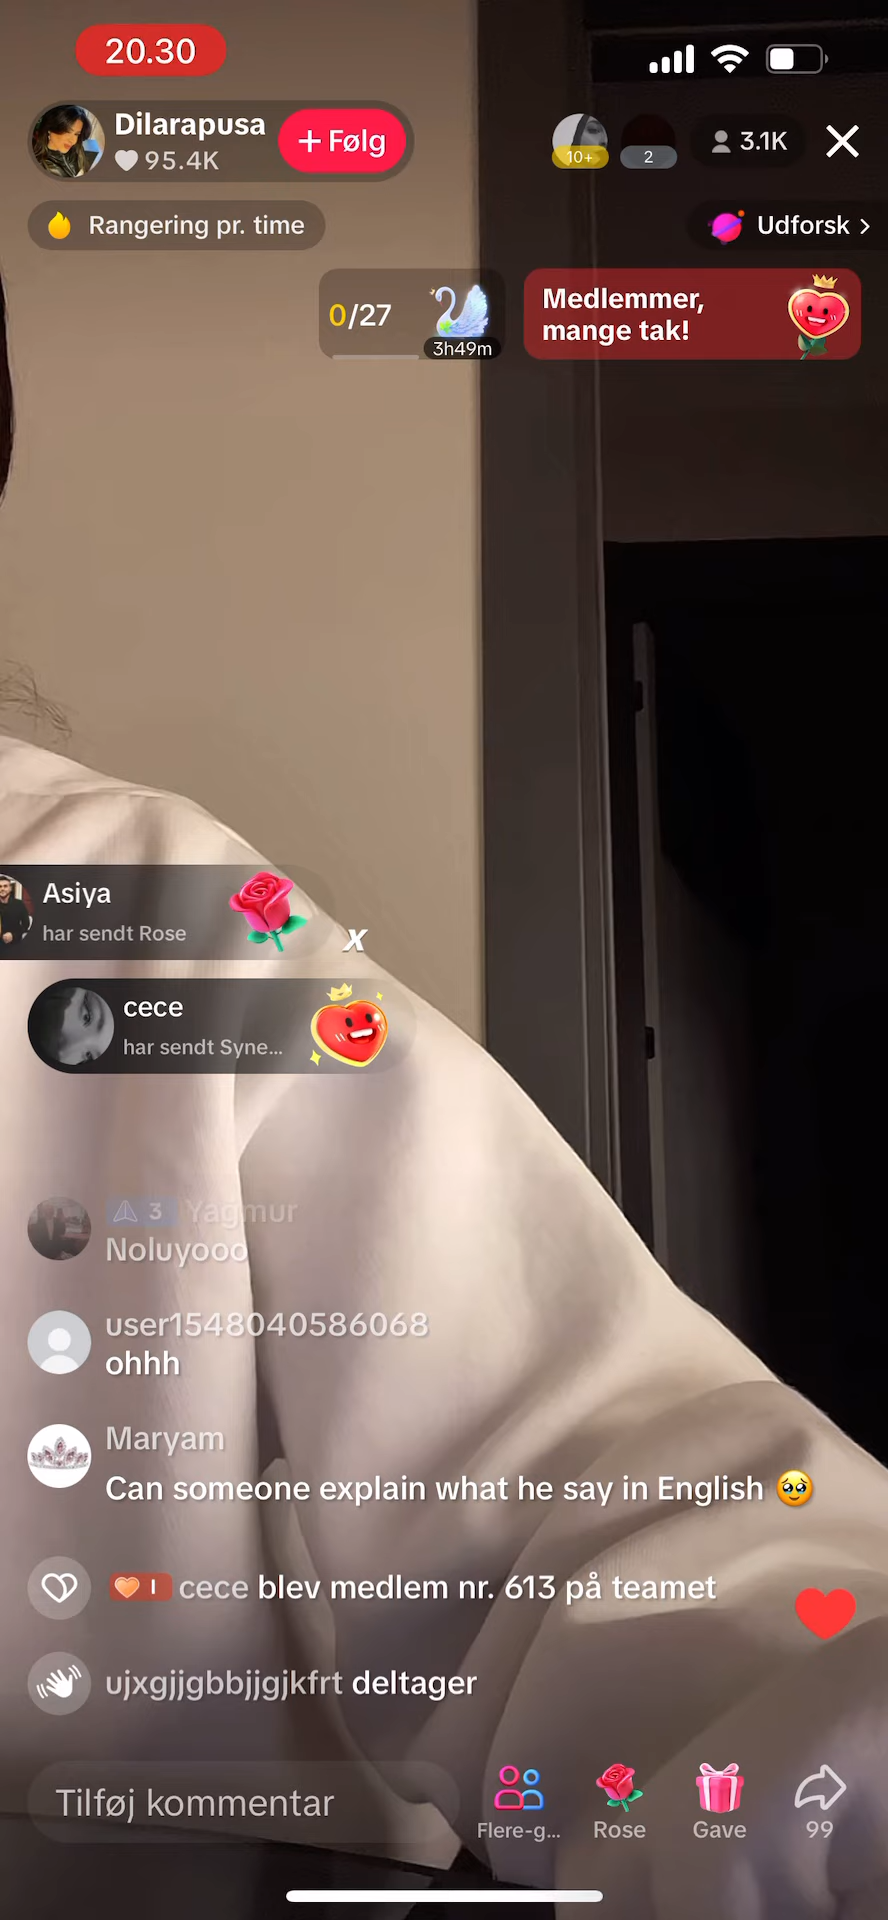 20.30
Dilarapusa
95.4K
+ Følg
10+
2
3.1K
Rangering pr. time
Udforsk >
0/27
3h49m
Medlemmer,
mange tak!
Asiya
har sendt Rose
x
cece
har sendt Syne...
3 Yagmur
Noluyooo
user1548040586068
ohhh
Maryam
Can someone explain what he say in English 🥹
I cece blev medlem nr. 613 på teamet
ujxgjjgbbjjgjkfrt deltager
Tilføj kommentar
Flere-g...
Rose
Gave
99